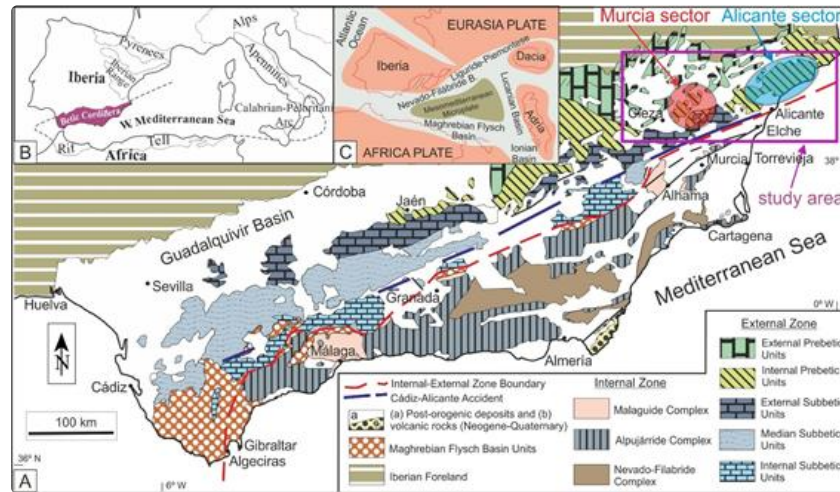 Alps
Pyrenees
Iberian
Range
Iberia
Apennines
Betic Cordillera
W. Mediterranean Sea
Calabrian-Peloritani
Arc
Rif
Tell
Africa
B
Atlantic
Ocean
EURASIA PLATE
Iberia
Liguride-Piemontese
Dacia
Nevado-Filábride B.
Mesomediterranean
Microplate
Lucanian Basin
Maghrebian Flysch
Basin
Adria
Ionian
Basin
AFRICA PLATE
C
Murcia sector
Alicante sector
Cieza
Alicante
Elche
38°
Murcia
Torrevieja
study area
Alhama
Cartagena
Mediterranean Sea
0° W
Córdoba
Jaén
Guadalquivir Basin
Sevilla
Huelva
Granada
Málaga
Almería
Cádiz
N
100 km
Gibraltar
Algeciras
36° N
6° W
A
Internal-External Zone Boundary
Cádiz-Alicante Accident
a
(a) Post-orogenic deposits and (b)
volcanic rocks (Neogene-Quaternary)
Maghrebian Flysch Basin Units
Iberian Foreland
Internal Zone
Malaguide Complex
Alpujárride Complex
Nevado-Filabride
Complex
External Zone
External Prebetic
Units
Internal Prebetic
Units
External Subbetic
Units
Median Subbetic
Units
Internal Subbetic
Units